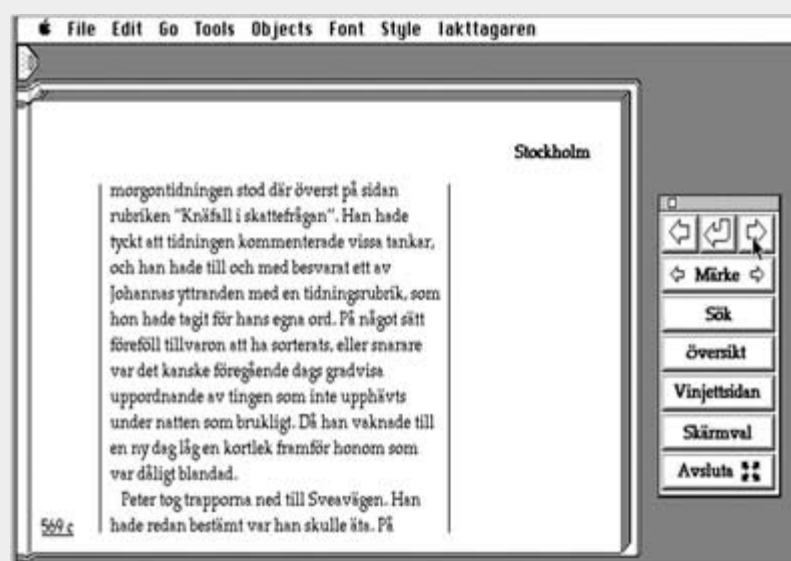 File Edit Go Tools Objects Font Style Iakttagaren
Stockholm
morgontidningen stod där överst på sidan
rubriken "Knäfall i skattefrågan". Han hade
tyckt att tidningen kommenterade vissa tankar,
och han hade till och med besvarat ett av
Johannas yttranden med en tidningsrubrik, som
hon hade tagit för hans egna ord. På något sätt
föreföll tillvaron att ha sorterats, eller snarare
var det kanske föregående dags gradvisa
uppordnande av tingen som inte upphävts
under natten som brukligt. Då han vaknade till
en ny dag låg en kortlek framför honom som
var dåligt blandad.
Peter tog trapporna ned till Sveavägen. Han
hade redan bestämt var han skulle äta. På
569 c
Märke
Sök
översikt
Vinjettsidan
Skärmval
Avsluta